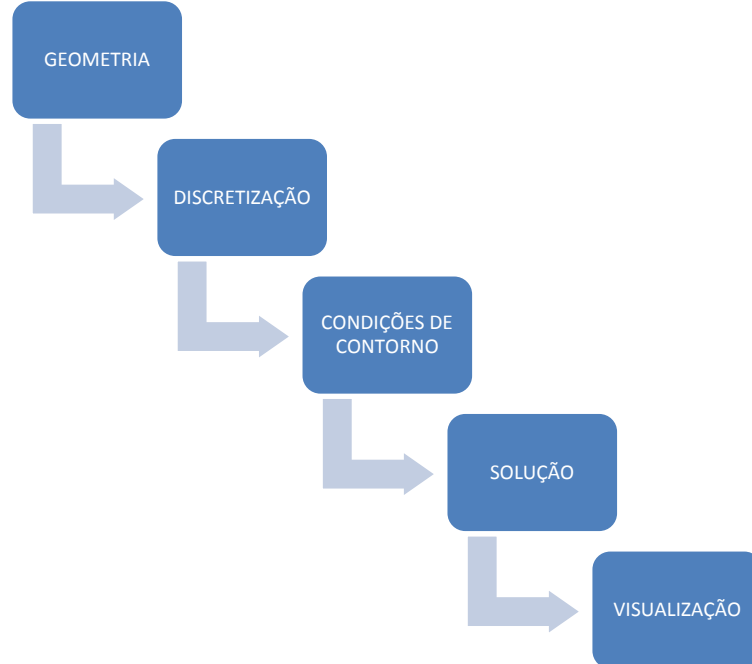 GEOMETRIA
DISCRETIZAÇÃO
CONDIÇÕES DE
CONTORNO
SOLUÇÃO
VISUALIZAÇÃO